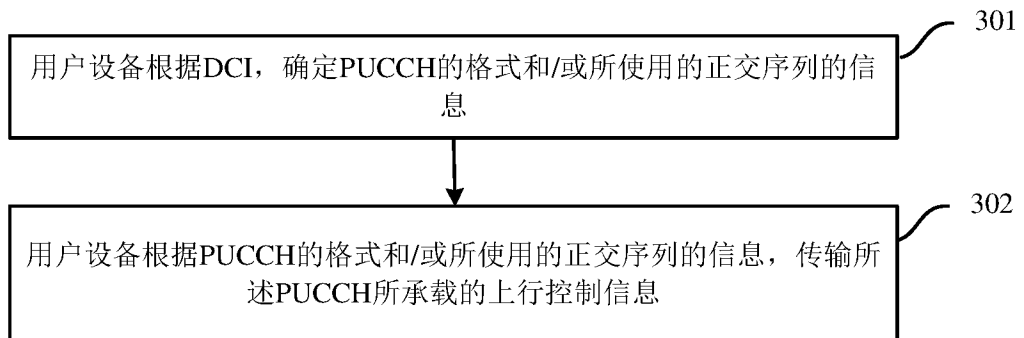 301
用户设备根据DCI，确定PUCCH的格式和/或所使用的正交序列的信
息
302
用户设备根据PUCCH的格式和/或所使用的正交序列的信息，传输所
述PUCCH所承载的上行控制信息